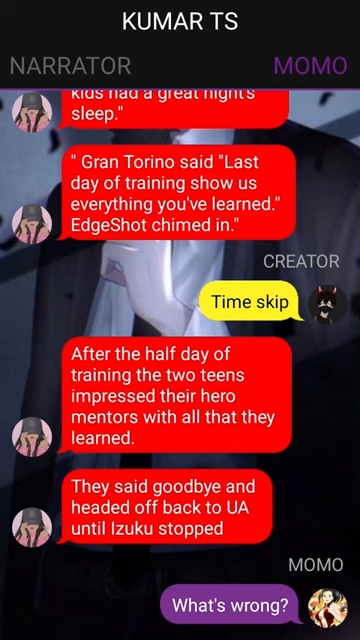 KUMAR TS
NARRATOR MOMO
kids had a great night's
sleep."
" Gran Torino said "Last
day of training show us
everything you've learned."
EdgeShot chimed in."
CREATOR
Time skip
After the half day of
training the two teens
impressed their hero
mentors with all that they
learned.
They said goodbye and
headed off back to UA
until Izuku stopped
MOMO
What's wrong?